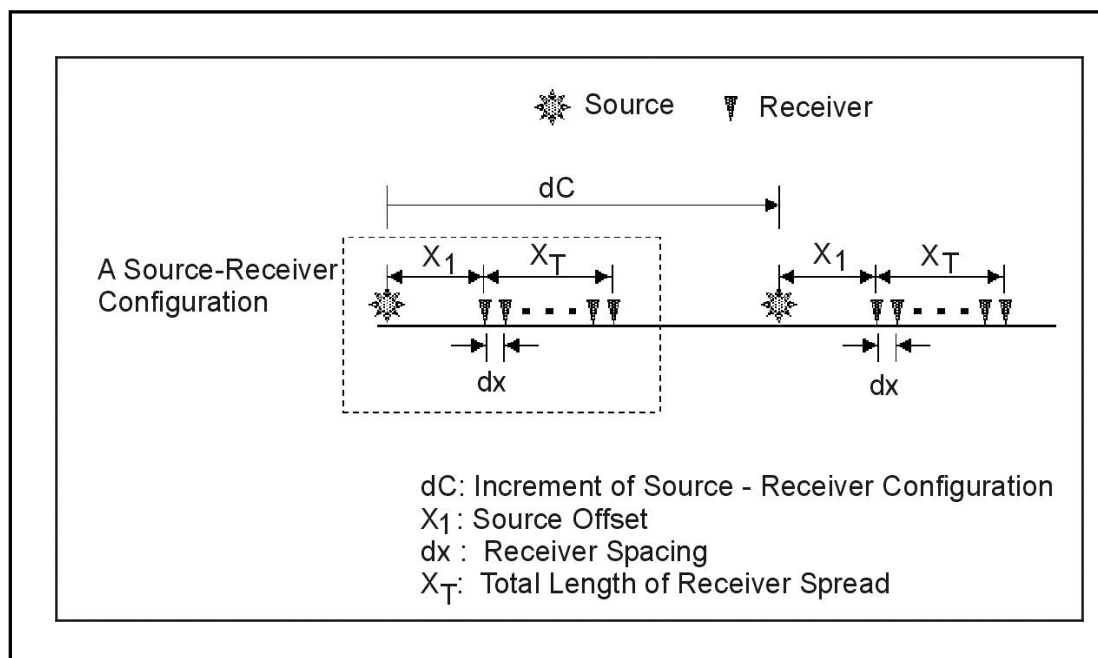 Source Receiver
dC
A Source-Receiver
Configuration
X1 XT X1 XT
dx dx
dC: Increment of Source - Receiver Configuration
X1 : Source Offset
dx : Receiver Spacing
XT: Total Length of Receiver Spread